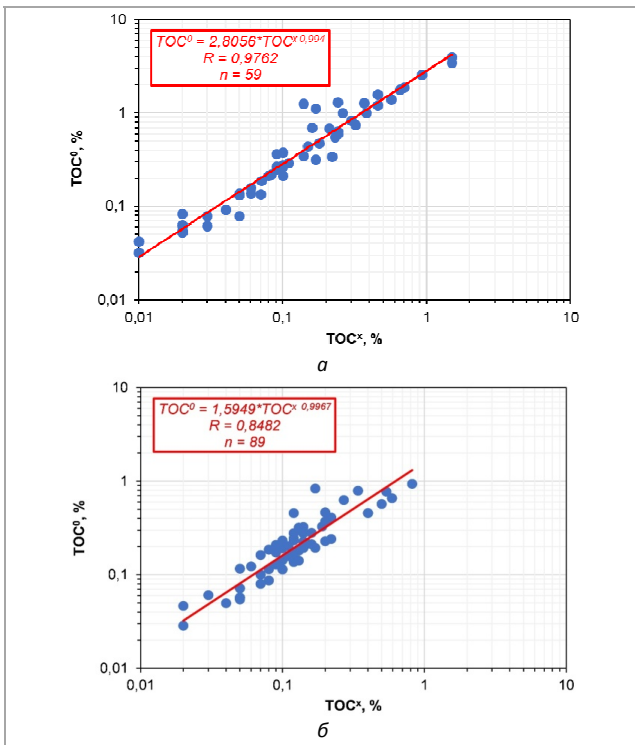 10
TOC⁰ = 2,8056*TOCˣ ⁰,⁹⁹⁴
R = 0,9762
n = 59
1
TOC⁰, %
0,1
0,01
0,01 0,1 1 10
TOCˣ, %
а
10
TOC⁰ = 1,5949*TOCˣ ⁰,⁹⁹⁶⁷
R = 0,8482
n = 89
1
TOC⁰, %
0,1
0,01
0,01 0,1 1 10
TOCˣ, %
б